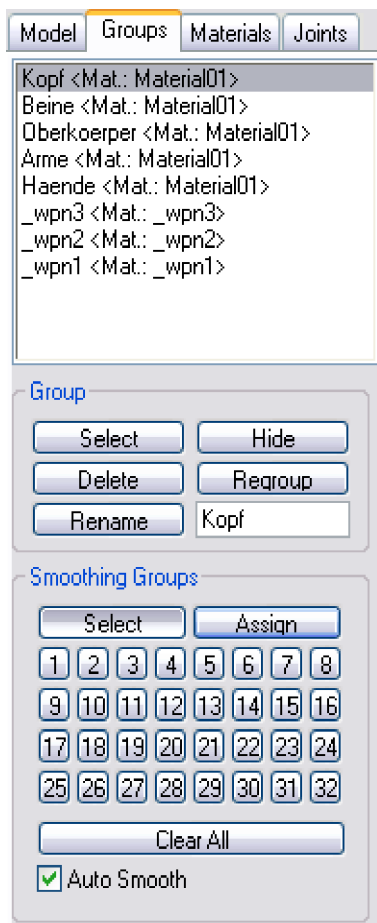 Model Groups Materials Joints
Kopf <Mat.: Material01>
Beine <Mat.: Material01>
Oberkoerper <Mat.: Material01>
Arme <Mat.: Material01>
Haende <Mat.: Material01>
_wpn3 <Mat.: _wpn3>
_wpn2 <Mat.: _wpn2>
_wpn1 <Mat.: _wpn1>
Group
Select Hide
Delete Regroup
Rename Kopf
Smoothing Groups
Select Assign
1 2 3 4 5 6 7 8
9 10 11 12 13 14 15 16
17 18 19 20 21 22 23 24
25 26 27 28 29 30 31 32
Clear All
Auto Smooth